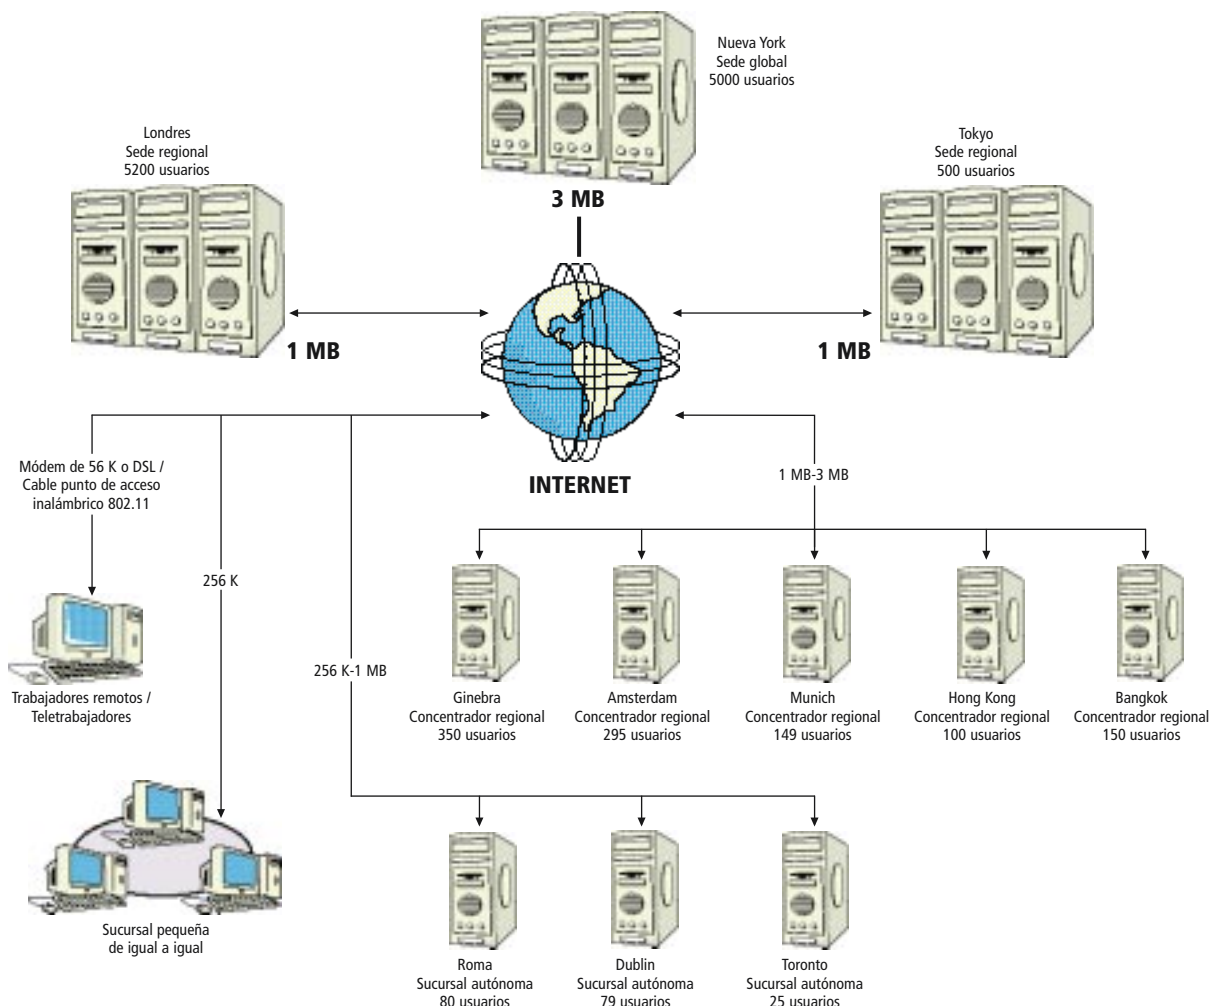 Nueva York
Sede global
5000 usuarios
Londres
Sede regional
5200 usuarios
Tokyo
Sede regional
500 usuarios
3 MB
1 MB
1 MB
INTERNET
Módem de 56 K o DSL /
Cable punto de acceso
inalámbrico 802.11
1 MB-3 MB
256 K
256 K-1 MB
Trabajadores remotos /
Teletrabajadores
Ginebra
Concentrador regional
350 usuarios
Amsterdam
Concentrador regional
295 usuarios
Munich
Concentrador regional
149 usuarios
Hong Kong
Concentrador regional
100 usuarios
Bangkok
Concentrador regional
150 usuarios
Sucursal pequeña
de igual a igual
Roma
Sucursal autónoma
80 usuarios
Dublin
Sucursal autónoma
79 usuarios
Toronto
Sucursal autónoma
25 usuarios